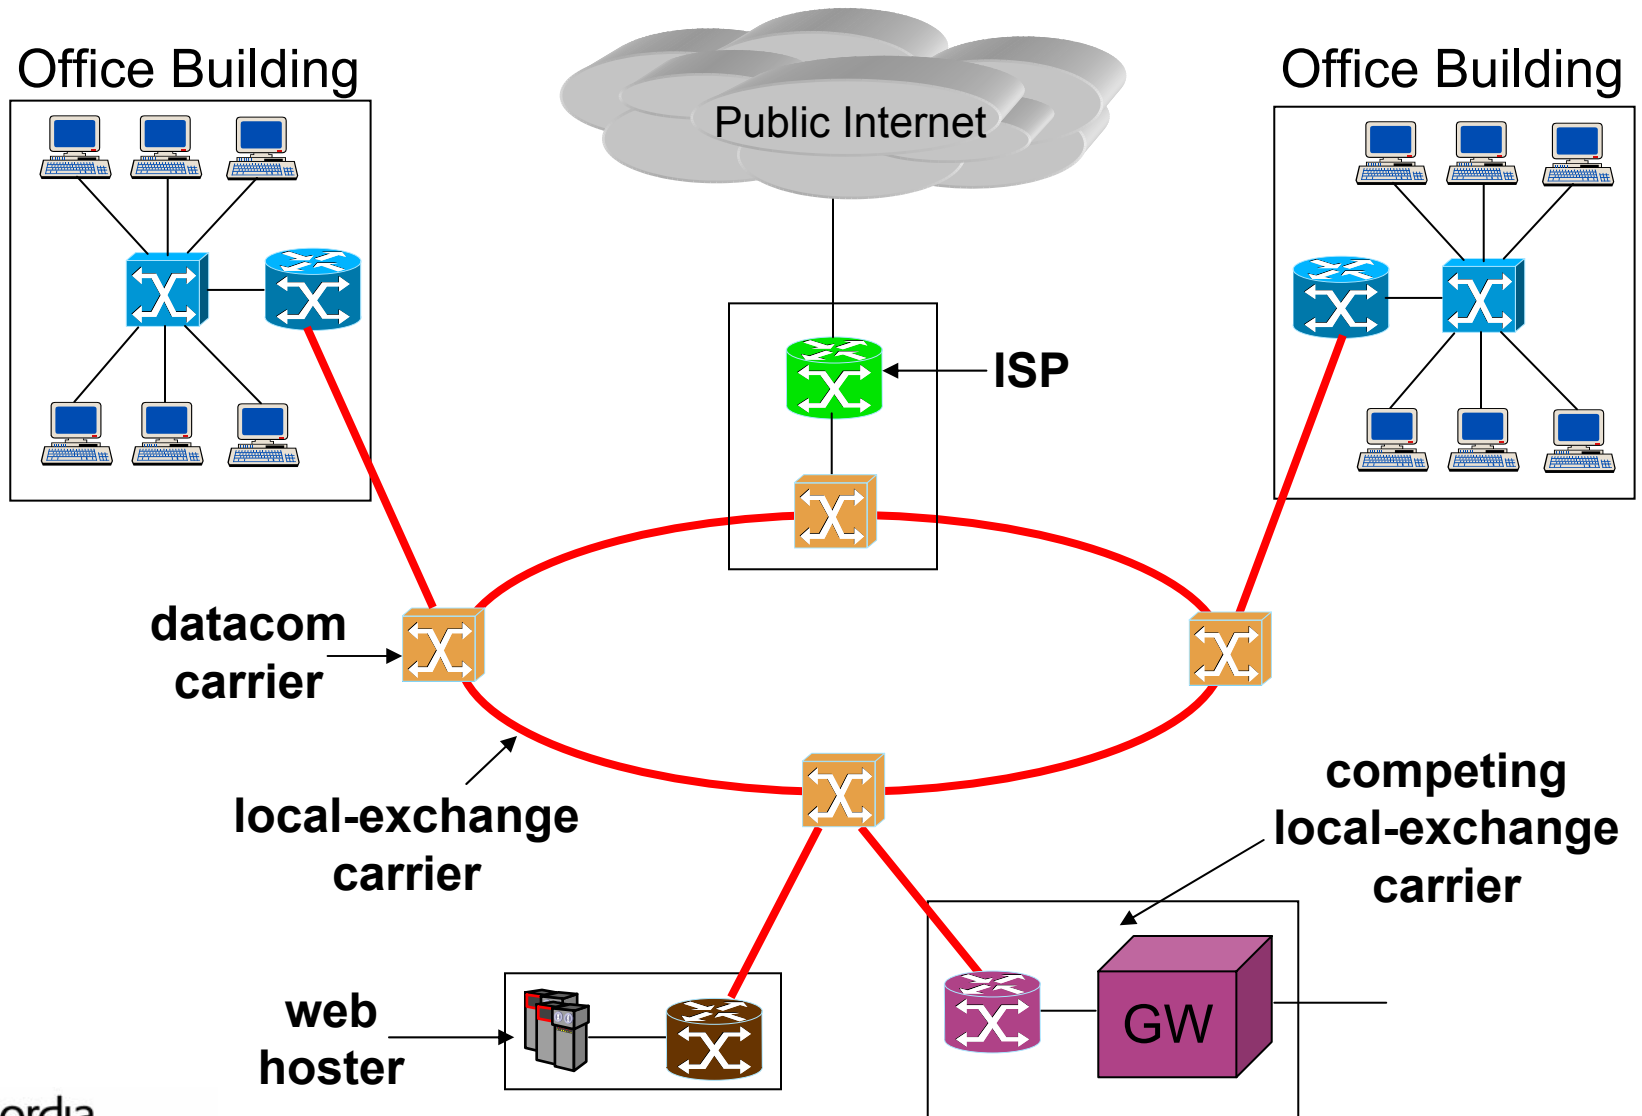 Office Building
Public Internet
Office Building
ISP
datacom
carrier
local-exchange
carrier
competing
local-exchange
carrier
web
hoster
GW